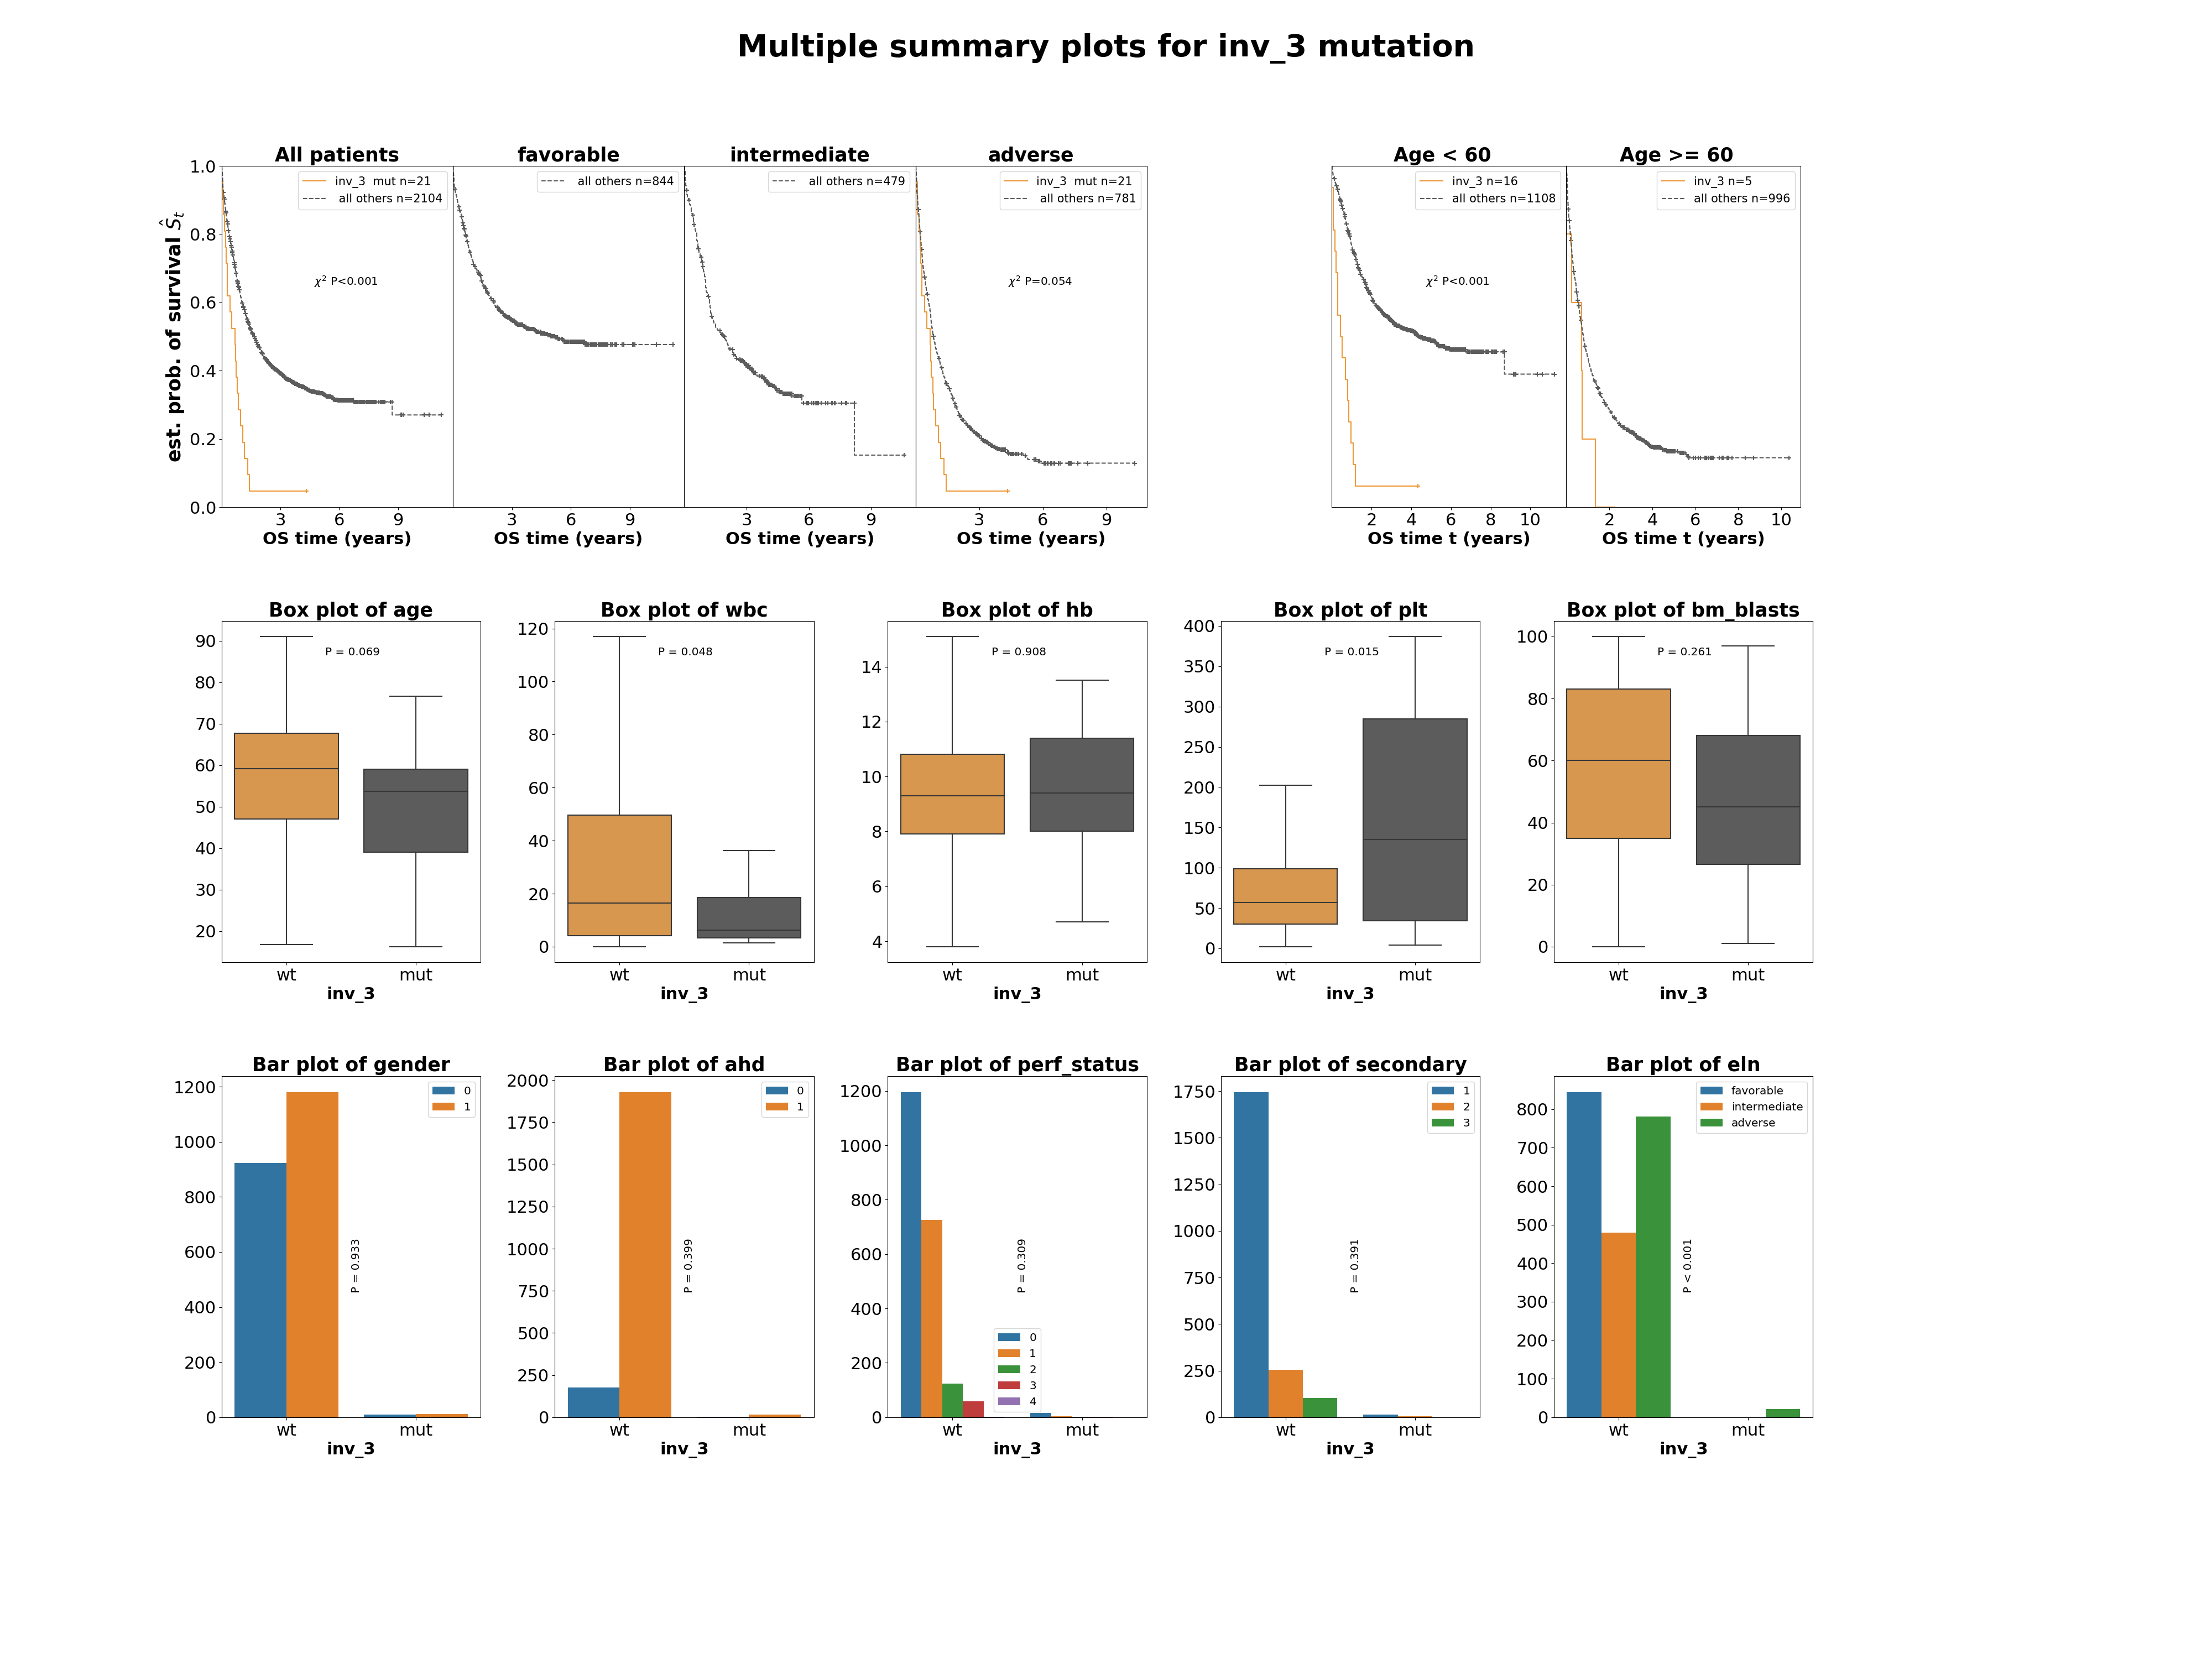 Multiple summary plots for inv_3 mutation
All patients
favorable
intermediate
adverse
Age < 60
Age >= 60
est. prob. of survival Ŝt
1.0
0.8
0.6
0.4
0.2
0.0
inv_3 mut n=21
all others n=2104
χ² P<0.001
all others n=844
all others n=479
inv_3 mut n=21
all others n=781
χ² P=0.054
inv_3 n=16
all others n=1108
χ² P<0.001
inv_3 n=5
all others n=996
3 6 9
3 6 9
3 6 9
3 6 9
2 4 6 8 10
2 4 6 8 10
OS time (years)
OS time (years)
OS time (years)
OS time (years)
OS time t (years)
OS time t (years)
Box plot of age
90
80
70
60
50
40
30
20
P = 0.069
wt mut
inv_3
Box plot of wbc
120
100
80
60
40
20
0
P = 0.048
wt mut
inv_3
Box plot of hb
14
12
10
8
6
4
P = 0.908
wt mut
inv_3
Box plot of plt
400
350
300
250
200
150
100
50
0
P = 0.015
wt mut
inv_3
Box plot of bm_blasts
100
80
60
40
20
0
P = 0.261
wt mut
inv_3
Bar plot of gender
1200
1000
800
600
400
200
0
0
1
P = 0.933
wt mut
inv_3
Bar plot of ahd
2000
1750
1500
1250
1000
750
500
250
0
0
1
P = 0.399
wt mut
inv_3
Bar plot of perf_status
1200
1000
800
600
400
200
0
P = 0.309
0
1
2
3
4
wt mut
inv_3
Bar plot of secondary
1750
1500
1250
1000
750
500
250
0
1
2
3
P = 0.391
wt mut
inv_3
Bar plot of eln
800
700
600
500
400
300
200
100
0
favorable
intermediate
adverse
P < 0.001
wt mut
inv_3